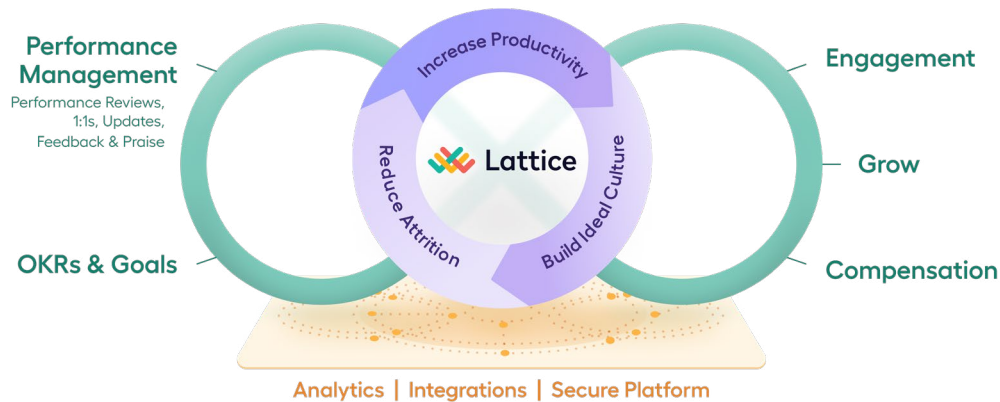 Performance
Management
Performance Reviews,
1:1s, Updates,
Feedback & Praise
OKRs & Goals
Increase Productivity
Reduce Attrition
Build Ideal Culture
Lattice
Engagement
Grow
Compensation
Analytics | Integrations | Secure Platform